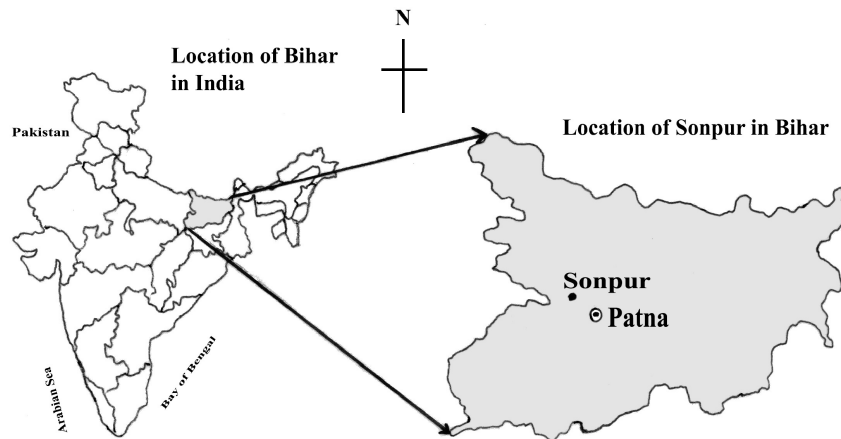 N
Location of Bihar
in India
Pakistan
Location of Sonpur in Bihar
Sonpur
Patna
Arabian Sea
Bay of Bengal